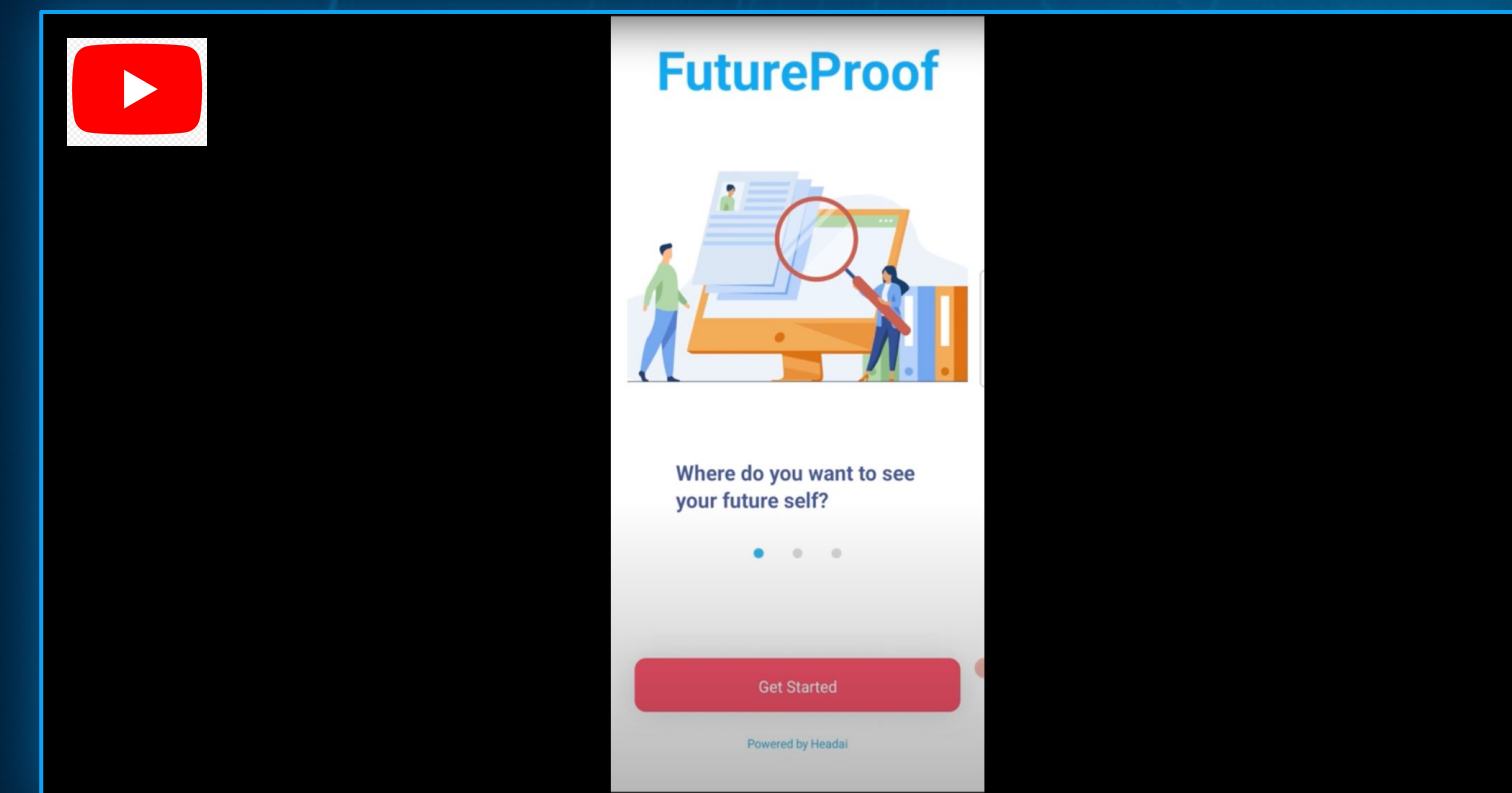 FutureProof
Where do you want to see
your future self?
Get Started
Powered by Headai